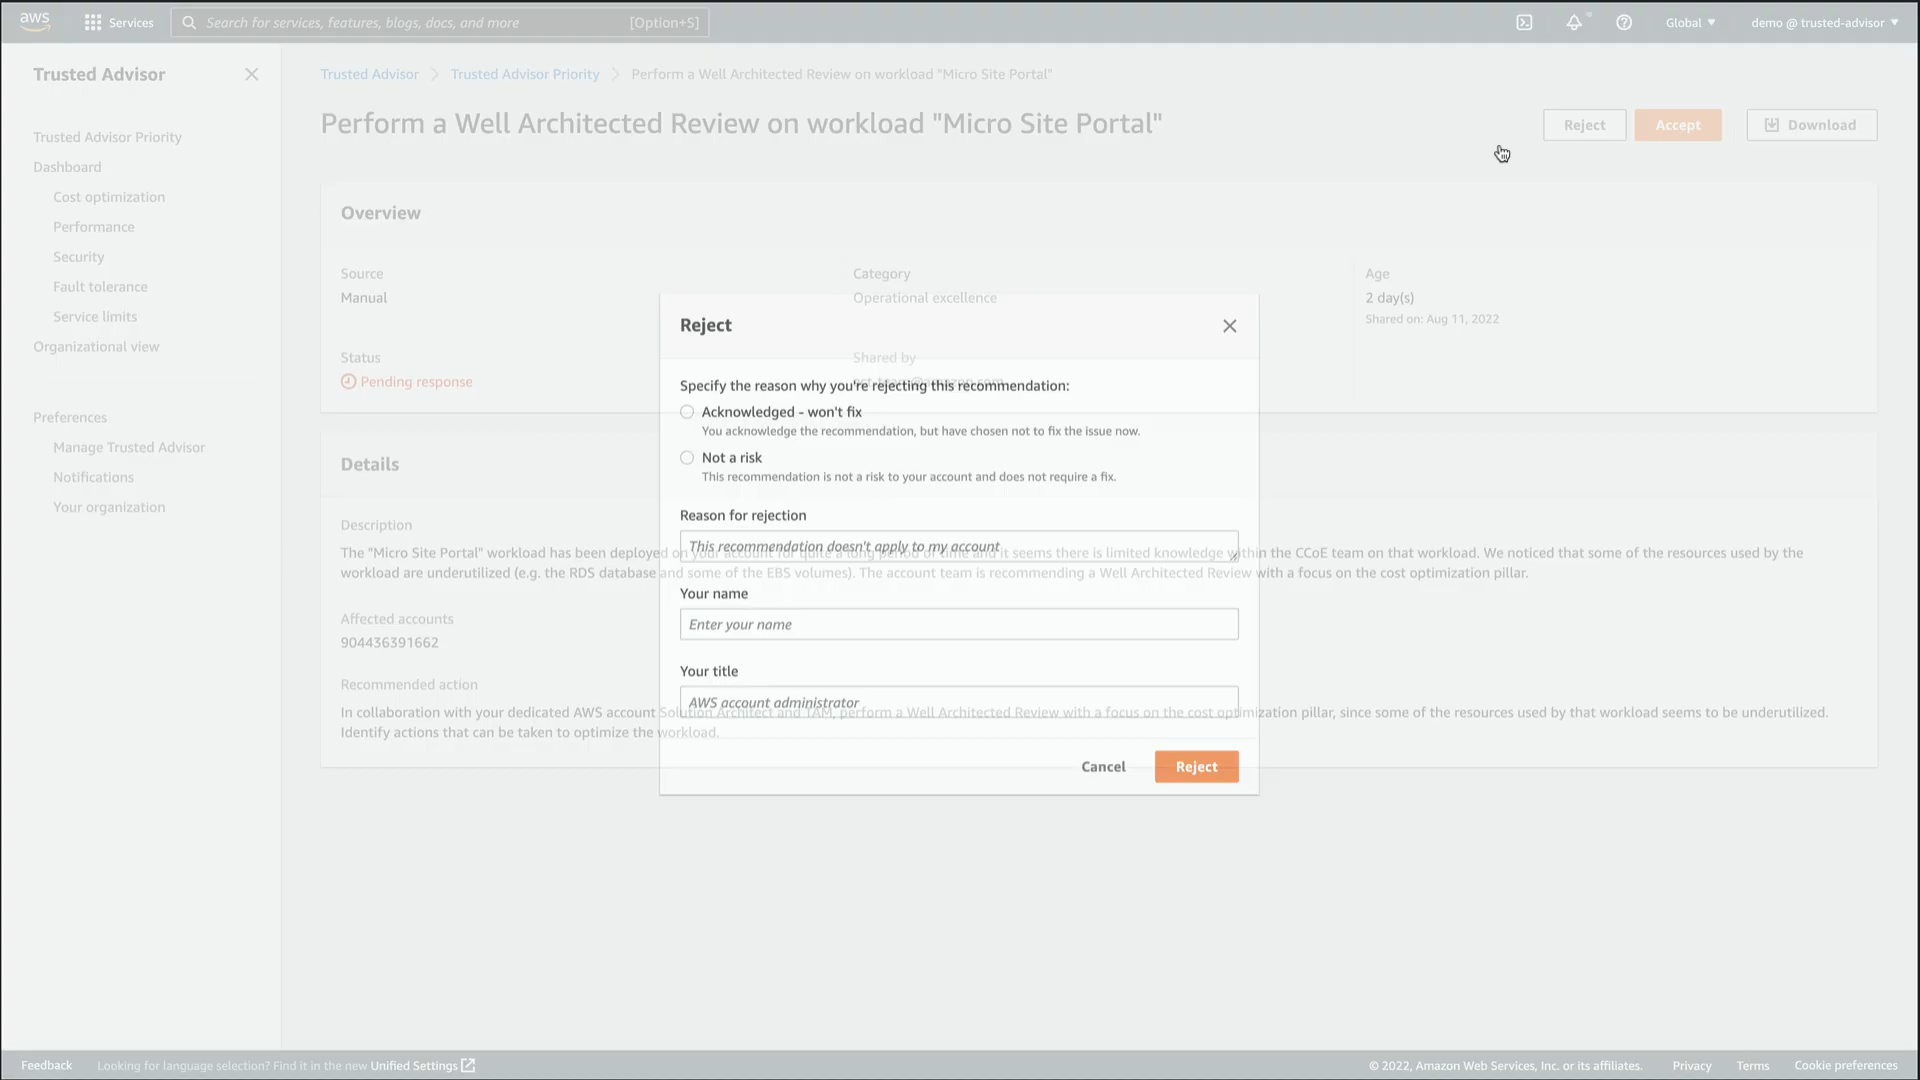 aws
Services
Search for services, features, blogs, docs, and more
[Option+S]
Global
demo @ trusted-advisor
Trusted Advisor
Trusted Advisor Priority
Dashboard
Cost optimization
Performance
Security
Fault tolerance
Service limits
Organizational view
Preferences
Manage Trusted Advisor
Notifications
Your organization
Trusted Advisor
Trusted Advisor Priority
Perform a Well Architected Review on workload "Micro Site Portal"
Perform a Well Architected Review on workload "Micro Site Portal"
Reject
Accept
Download
Overview
Source
Manual
Category
Operational excellence
Age
2 day(s)
Shared on: Aug 11, 2022
Status
Pending response
Shared by
Details
Description
The "Micro Site Portal" workload has been deployed on your account for quite a long period of time and it seems there is limited knowledge within the CCoE team on that workload. We noticed that some of the resources used by the
workload are underutilized (e.g. the RDS database and some of the EBS volumes). The account team is recommending a Well Architected Review with a focus on the cost optimization pillar.
Affected accounts
904436391662
Recommended action
In collaboration with your dedicated AWS account Solution Architect and TAM, perform a Well Architected Review with a focus on the cost optimization pillar, since some of the resources used by that workload seems to be underutilized.
Identify actions that can be taken to optimize the workload.
Reject
Specify the reason why you're rejecting this recommendation:
Acknowledged - won't fix
You acknowledge the recommendation, but have chosen not to fix the issue now.
Not a risk
This recommendation is not a risk to your account and does not require a fix.
Reason for rejection
This recommendation doesn't apply to my account
Your name
Enter your name
Your title
AWS account administrator
Cancel
Reject
Feedback
Looking for language selection? Find it in the new Unified Settings
© 2022, Amazon Web Services, Inc. or its affiliates.
Privacy
Terms
Cookie preferences